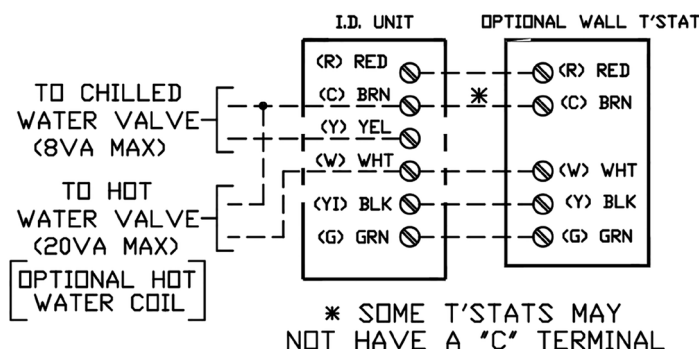 I.D. UNIT
OPTIONAL WALL T'STAT
(R) RED
(C) BRN
(Y) YEL
(W) WHT
(YI) BLK
(G) GRN
(R) RED
(C) BRN
(W) WHT
(Y) BLK
(G) GRN
*
TO CHILLED
WATER VALVE
(8VA MAX)
TO HOT
WATER VALVE
(20VA MAX)
OPTIONAL HOT
WATER COIL
* SOME T'STATS MAY
NOT HAVE A "C" TERMINAL